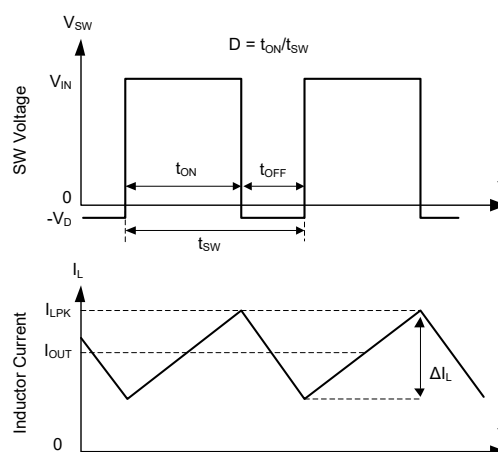 V_SW
D = t_ON/t_SW
V_IN
SW Voltage
t_ON
t_OFF
0
-V_D
t_SW
I_L
I_LPK
I_OUT
Inductor Current
ΔI_L
0